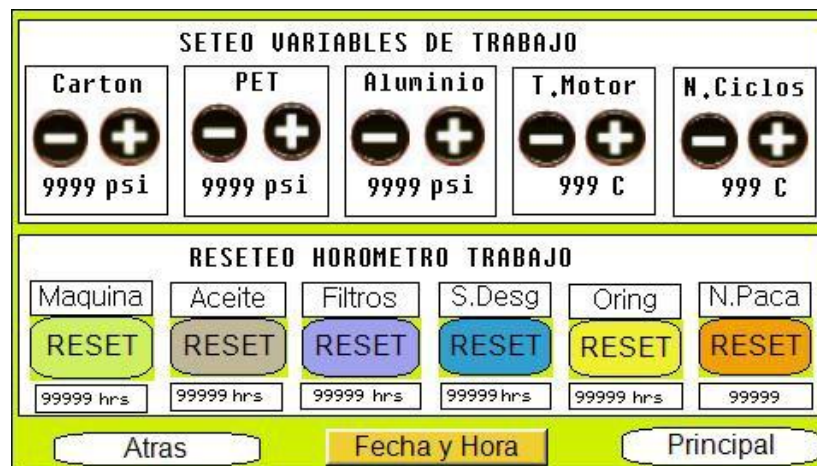 SETEO VARIABLES DE TRABAJO
Carton PET Aluminio T.Motor N.Ciclos
9999 psi 9999 psi 9999 psi 999 C 999 C
RESETEO HOROMETRO TRABAJO
Maquina Aceite Filtros S.Desg Oring N.Paca
RESET RESET RESET RESET RESET RESET
99999 hrs 99999 hrs 99999 hrs 99999 hrs 99999 hrs 99999
Atras Fecha y Hora Principal